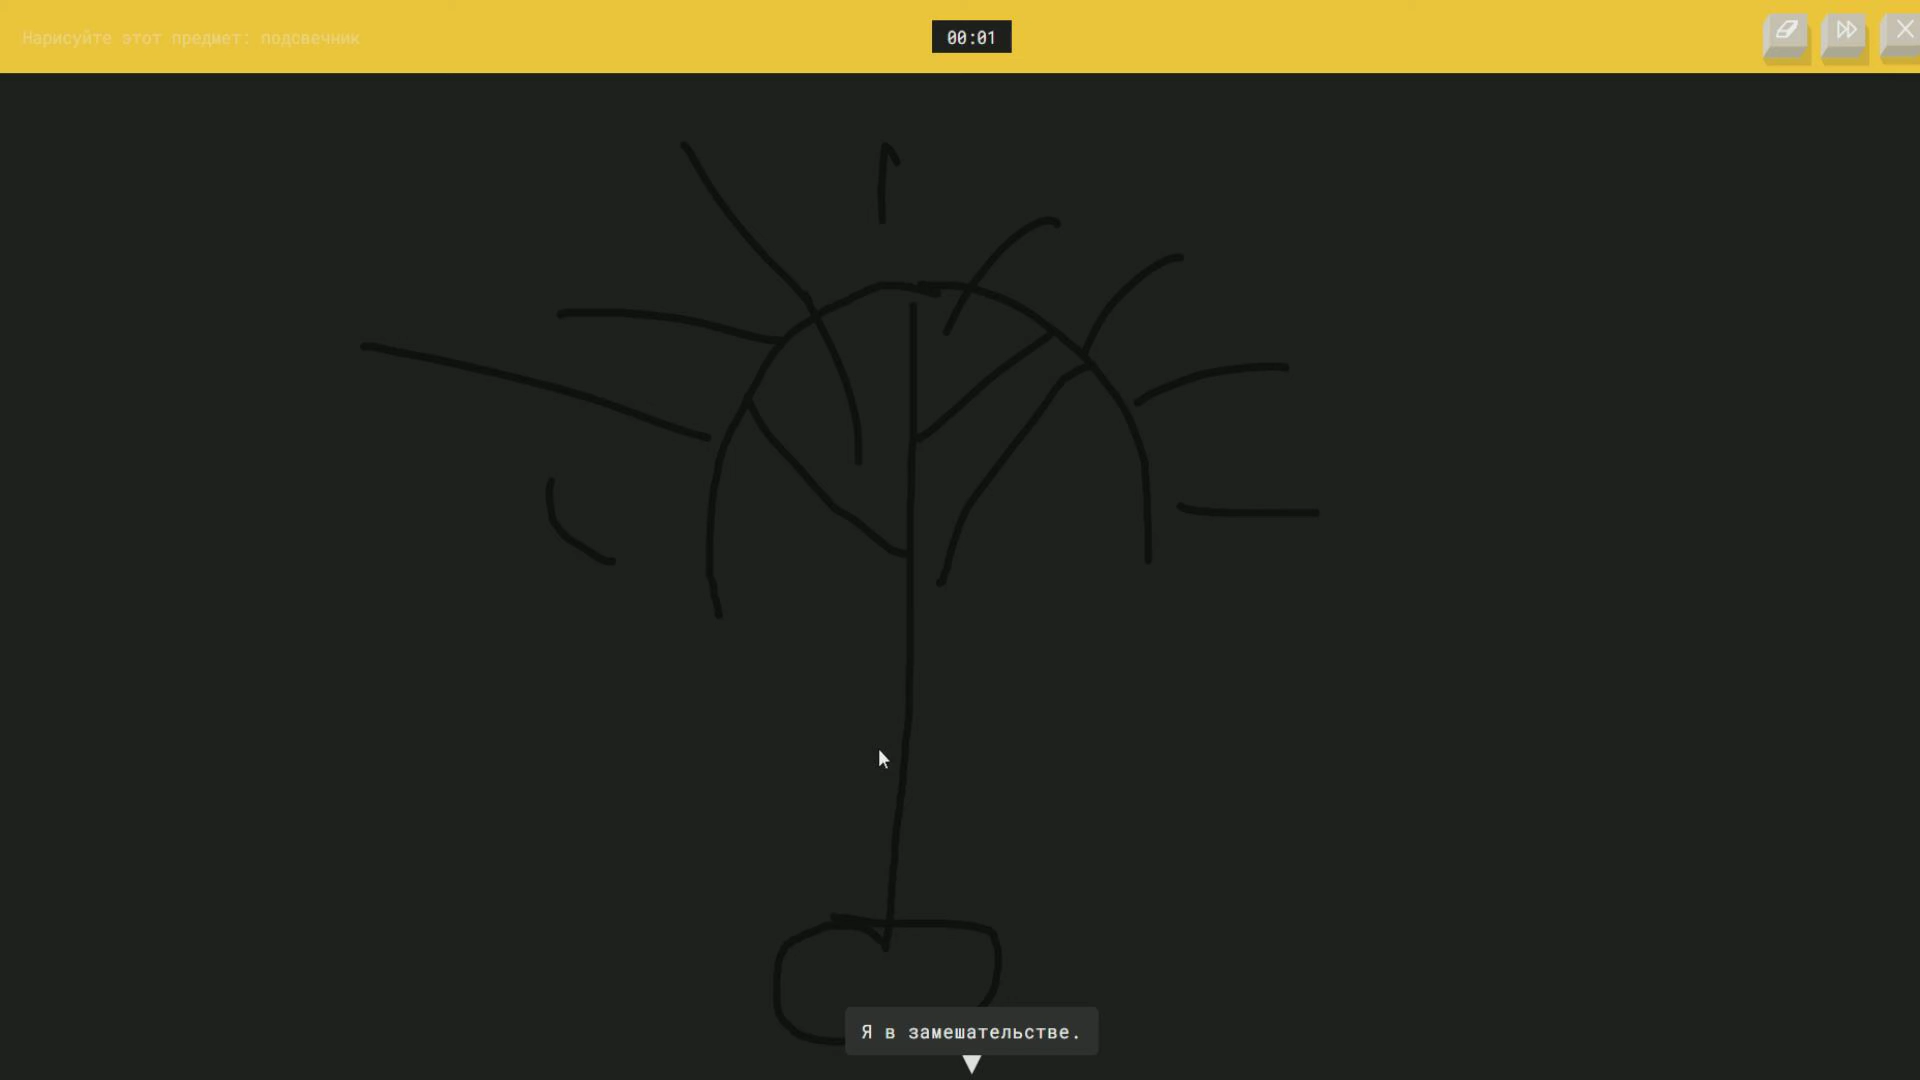 Нарисуйте этот предмет: подсвечник
00:01
Я в замешательстве.